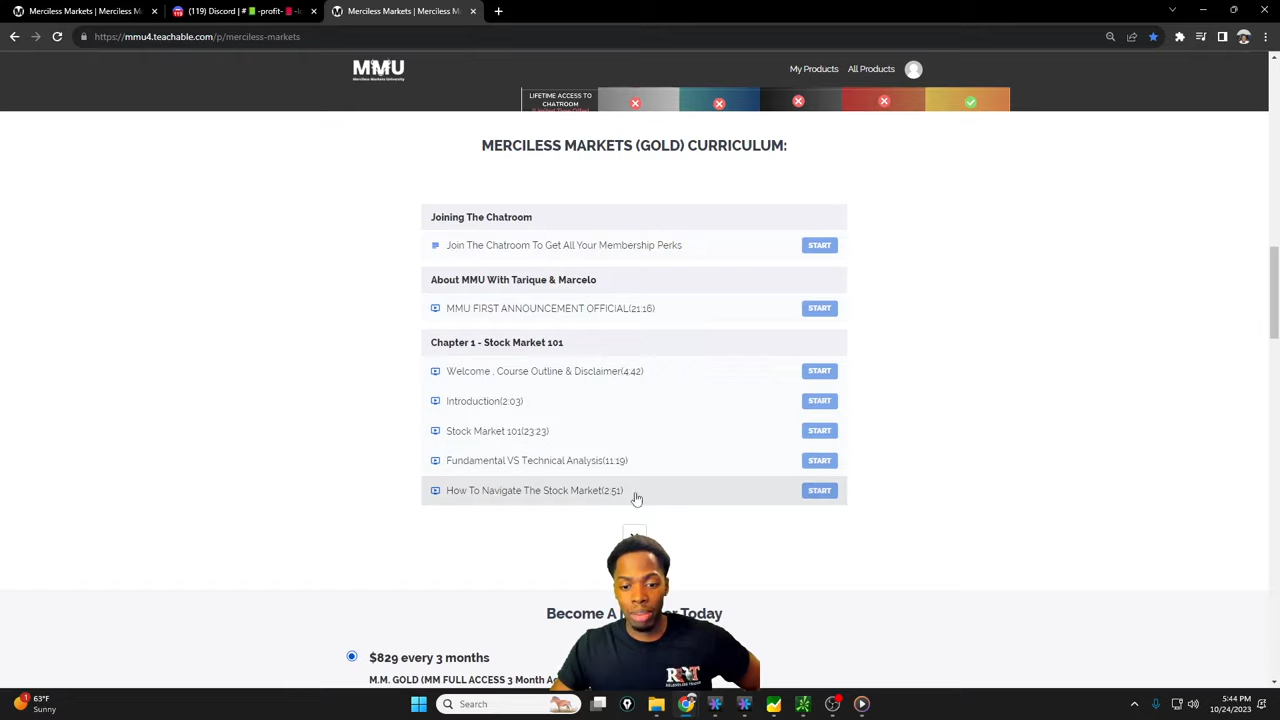 Merciless Markets | Merciless M
(119) Discord | #
-profit-
Merciless Markets | Merciless M
https://mmu4.teachable.com/p/merciless-markets
MMU
Merciless Markets University
My Products
All Products
LIFETIME ACCESS TO
CHATROOM
MERCILESS MARKETS (GOLD) CURRICULUM:
Joining The Chatroom
Join The Chatroom To Get All Your Membership Perks
START
About MMU With Tarique & Marcelo
MMU FIRST ANNOUNCEMENT OFFICIAL(21:16)
START
Chapter 1 - Stock Market 101
Welcome , Course Outline & Disclaimer(4:42)
START
Introduction(2:03)
START
Stock Market 101(23:23)
START
Fundamental VS Technical Analysis(11:19)
START
How To Navigate The Stock Market(2:51)
START
Become A Today
$829 every 3 months
M.M. GOLD (MM FULL ACCESS 3 Month
63°F
Sunny
Search
5:44 PM
10/24/2023